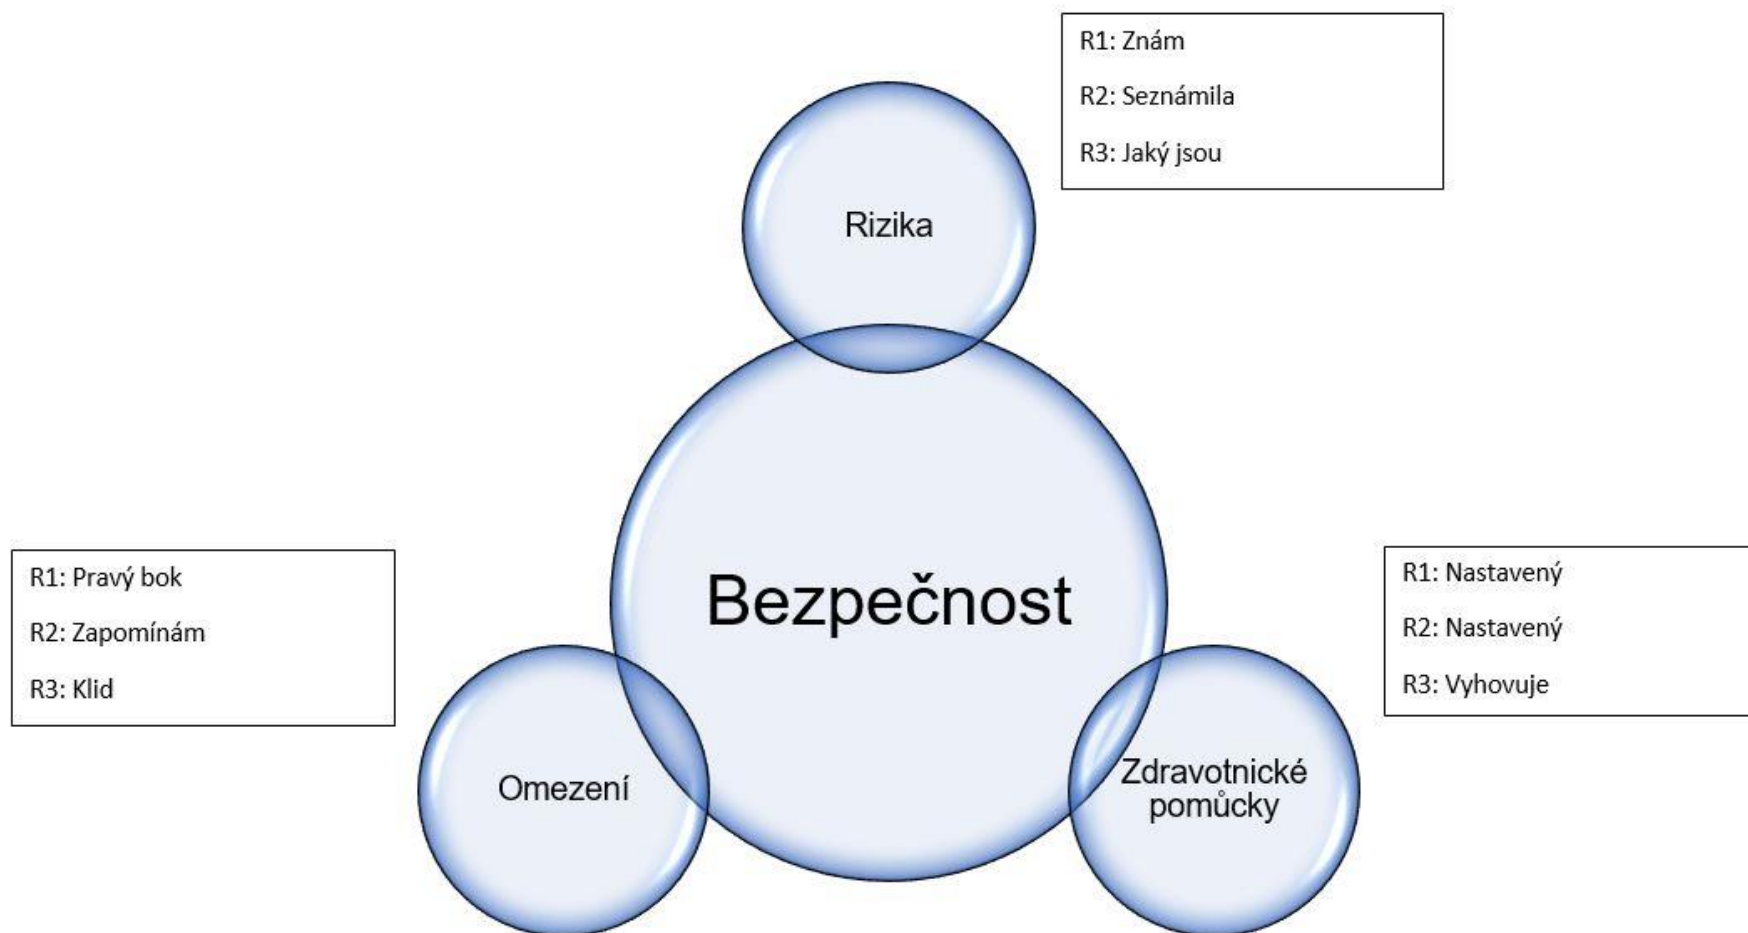 R1: Znám
R2: Seznámila
R3: Jaký jsou
Rizika
Bezpečnost
R1: Pravý bok
R2: Zapomínám
R3: Klid
Omezení
R1: Nastavený
R2: Nastavený
R3: Vyhovuje
Zdravotnické
pomůcky